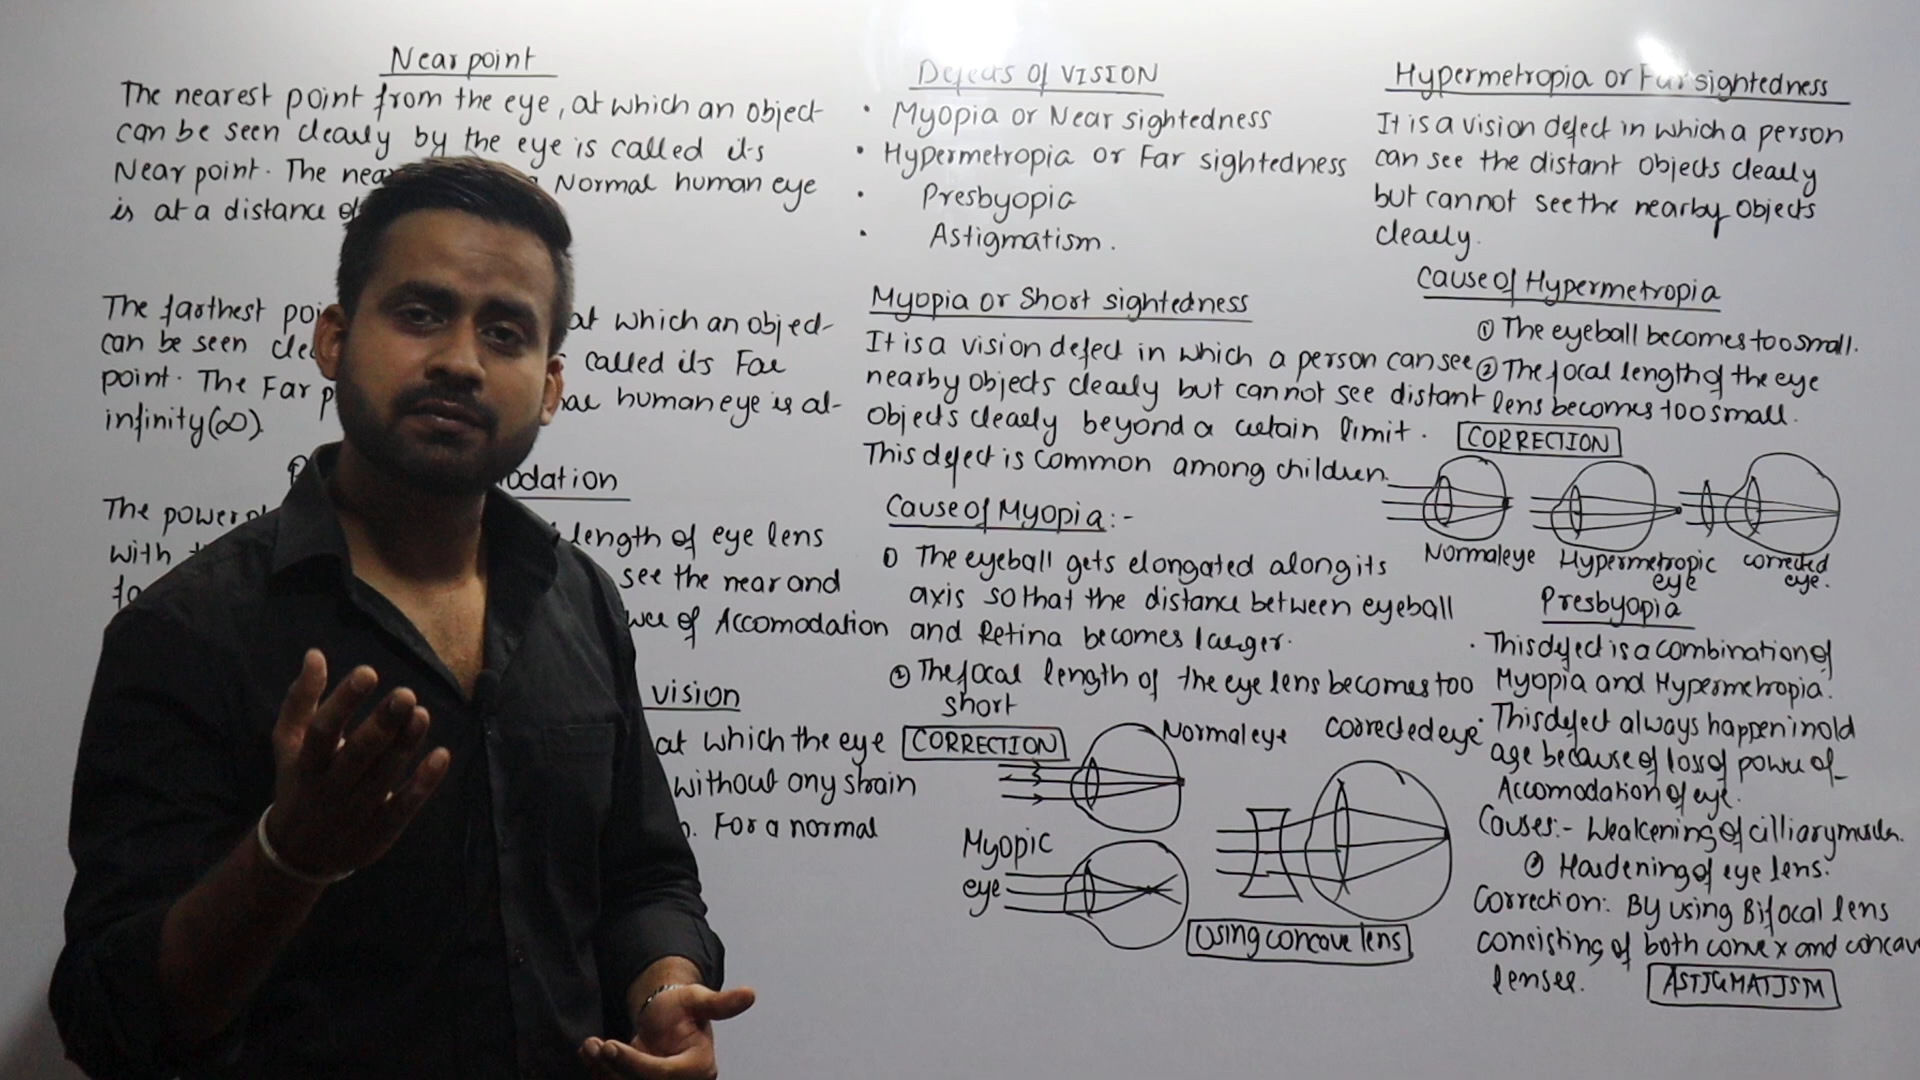 Near point
The nearest point from the eye, at which an object
can be seen clearly by the eye is called its
Near point. The near Normal human eye
is at a distance of
The farthest poi at which an object
can be seen clea called its Far
point. The Far p human eye is at
infinity(∞).
odation
The power of length of eye lens
with see the near and
fo wer of Accomodation
vision
at which the eye
without any strain
For a normal
Defects Of VISION
• Myopia or Near sightedness
• Hypermetropia or Far sightedness
• Presbyopia
• Astigmatism.
Myopia or Short sightedness
It is a vision defect in which a person can see
nearby objects clearly but cannot see distant
Objects clearly beyond a certain limit.
This defect is common among children.
Cause of Myopia:-
① The eyeball gets elongated along its
axis so that the distance between eyeball
and Retina becomes larger.
② The focal length of the eye lens becomes too
short
CORRECTION
Normal eye
corrected eye
Myopic
eye
Using concave lens
Hypermetropia or Far sightedness
It is a vision defect in which a person
can see the distant Objects clearly
but cannot see the nearby Objects
clearly.
Cause of Hypermetropia
① The eyeball becomes too small.
② The focal length of the eye
lens becomes too small.
CORRECTION
Normal eye
Hypermetropic
eye
corrected
eye.
Presbyopia
• This defect is a combination of
Myopia and Hypermetropia.
• This defect always happen in old
age because of loss of power of
Accomodation of eye.
Causes:- Weakening of cilliary muscles.
② Hardening of eye lens.
Correction: By using Bifocal lens
consisting of both convex and concav
lenses.
ASTIGMATISM